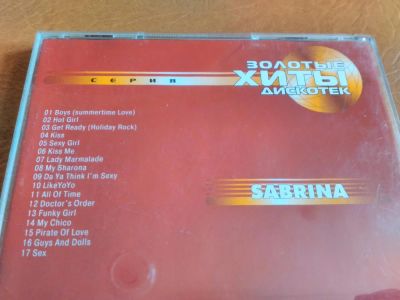 ЗОЛОТЫЕ
ХИТЫ
ДИСКОТЕК
СЕРИЯ
01 Boys (summertime Love)
02 Hot Girl
03 Get Ready (Holiday Rock)
04 Kiss
05 Sexy Girl
06 Kiss Me
07 Lady Marmalade
08 My Sharona
09 Da Ya Think I'm Sexy
10 LikeYoYo
11 All Of Time
12 Doctor's Order
13 Funky Girl
14 My Chico
15 Pirate Of Love
16 Guys And Dolls
17 Sex
SABRINA